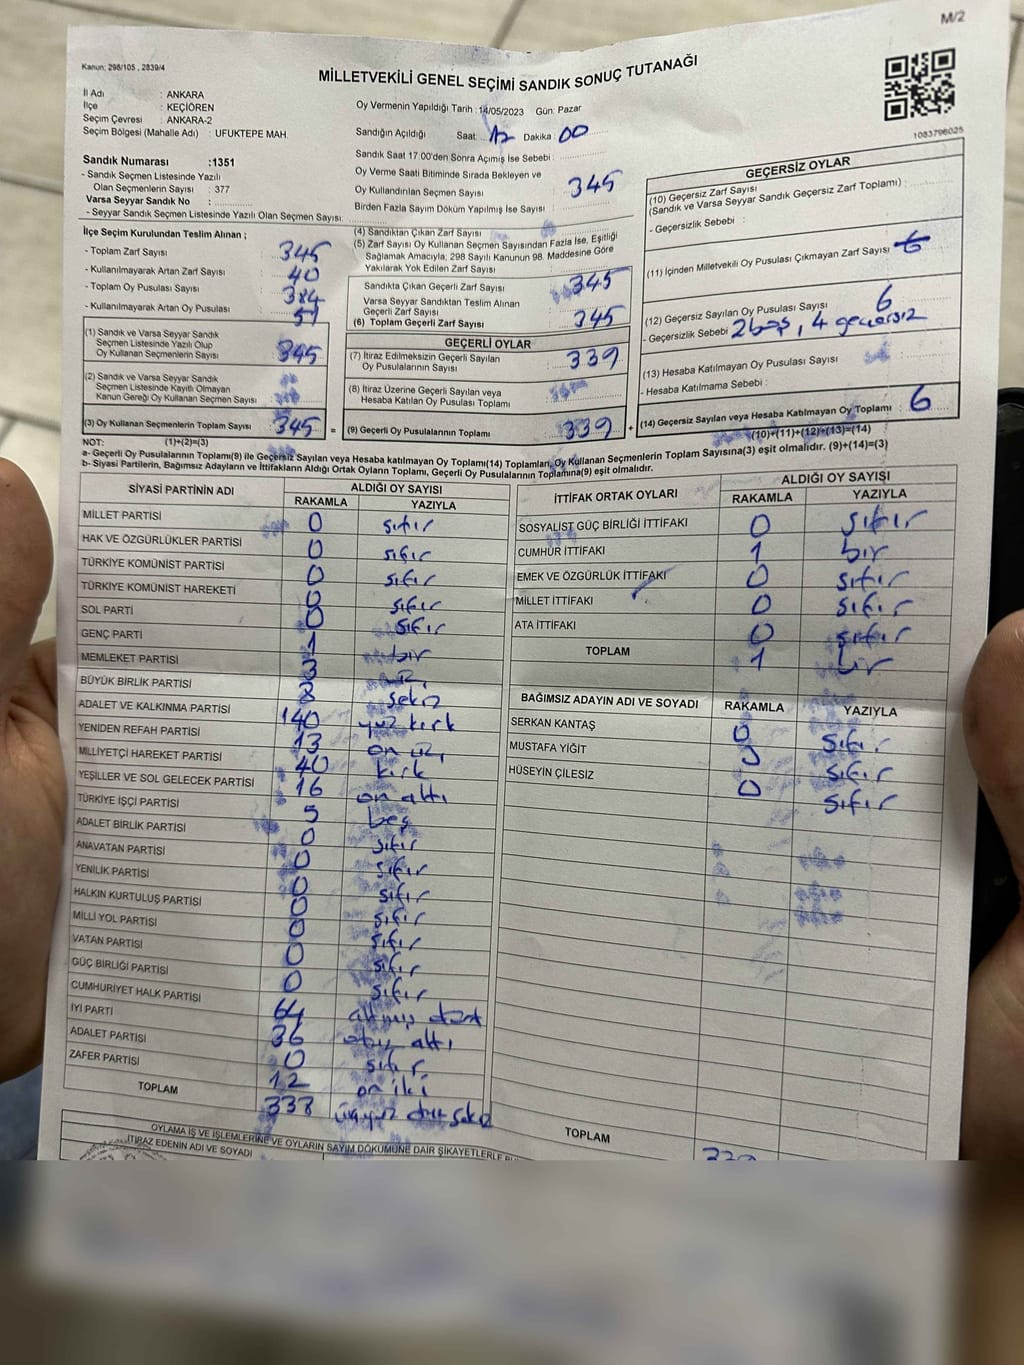 M/2
Kanun: 298/105, 2839/4
MİLLETVEKİLİ GENEL SEÇİMİ SANDIK SONUÇ TUTANAĞI
1083796025
İl Adı : ANKARA
İlçe : KEÇİÖREN
Seçim Çevresi : ANKARA-2
Seçim Bölgesi (Mahalle Adı) : UFUKTEPE MAH.
Sandık Numarası :1351
- Sandık Seçmen Listesinde Yazılı
Olan Seçmenlerin Sayısı : 377
Varsa Seyyar Sandık No :
- Seyyar Sandık Seçmen Listesinde Yazılı Olan Seçmen Sayısı:
Oy Vermenin Yapıldığı Tarih : 14/05/2023 Gün: Pazar
Sandığın Açıldığı Saat: Dakika: 00
Sandık Saat 17.00'den Sonra Açılmış İse Sebebi :
Oy Verme Saati Bitiminde Sırada Bekleyen ve
Oy Kullandırılan Seçmen Sayısı : 345
Birden Fazla Sayım Döküm Yapılmış İse Sayısı :
İlçe Seçim Kurulundan Teslim Alınan ;
- Toplam Zarf Sayısı : 345
- Kullanılmayarak Artan Zarf Sayısı : 40
- Toplam Oy Pusulası Sayısı : 384
- Kullanılmayarak Artan Oy Pusulası :
(1) Sandık ve Varsa Seyyar Sandık
Seçmen Listesinde Yazılı Olup
Oy Kullanan Seçmenlerin Sayısı : 345
(2) Sandık ve Varsa Seyyar Sandık
Seçmen Listesinde Kayıtlı Olmayan
Kanun Gereği Oy Kullanan Seçmen Sayısı :
(3) Oy Kullanan Seçmenlerin Toplam Sayısı : 345 =
(4) Sandıktan Çıkan Zarf Sayısı :
(5) Zarf Sayısı Oy Kullanan Seçmen Sayısından Fazla İse, Eşitliği
Sağlamak Amacıyla, 298 Sayılı Kanunun 98. Maddesine Göre
Yakılarak Yok Edilen Zarf Sayısı :
Sandıkta Çıkan Geçerli Zarf Sayısı : 345
Varsa Seyyar Sandıktan Teslim Alınan
Geçerli Zarf Sayısı :
(6) Toplam Geçerli Zarf Sayısı : 345
GEÇERLİ OYLAR
(7) İtiraz Edilmeksizin Geçerli Sayılan
Oy Pusulalarının Sayısı : 339
(8) İtiraz Üzerine Geçerli Sayılan veya
Hesaba Katılan Oy Pusulası Toplamı :
(9) Geçerli Oy Pusulalarının Toplamı : 339 +
GEÇERSİZ OYLAR
(10) Geçersiz Zarf Sayısı
(Sandık ve Varsa Seyyar Sandık Geçersiz Zarf Toplamı) :
- Geçersizlik Sebebi :
(11) İçinden Milletvekili Oy Pusulası Çıkmayan Zarf Sayısı :
(12) Geçersiz Sayılan Oy Pusulası Sayısı : 6
- Geçersizlik Sebebi 2 boş, 4 geçersiz
(13) Hesaba Katılmayan Oy Pusulası Sayısı :
- Hesaba Katılmama Sebebi :
(14) Geçersiz Sayılan veya Hesaba Katılmayan Oy Toplamı : 6
(10)+(11)+(12)+(13)=(14)
NOT: (1)+(2)=(3)
a- Geçerli Oy Pusulalarının Toplamı(9) ile Geçersiz Sayılan veya Hesaba Katılmayan Oy Toplamı(14) Toplamları, Oy Kullanan Seçmenlerin Toplam Sayısına(3) eşit olmalıdır. (9)+(14)=(3)
b- Siyasi Partilerin, Bağımsız Adayların ve İttifakların Aldığı Ortak Oyların Toplamı, Geçerli Oy Pusulalarının Toplamına(9) eşit olmalıdır.
SİYASİ PARTİNİN ADI ALDIĞI OY SAYISI
RAKAMLA YAZIYLA
MİLLET PARTİSİ 0 sıfır
HAK VE ÖZGÜRLÜKLER PARTİSİ 0 sıfır
TÜRKİYE KOMÜNİST PARTİSİ 0 sıfır
TÜRKİYE KOMÜNİST HAREKETİ 0 sıfır
SOL PARTİ 0 sıfır
GENÇ PARTİ 1 bir
MEMLEKET PARTİSİ 3
BÜYÜK BİRLİK PARTİSİ 8 sekiz
ADALET VE KALKINMA PARTİSİ 140 yüz kırk
YENİDEN REFAH PARTİSİ 13 on üç
MİLLİYETÇİ HAREKET PARTİSİ 40 kırk
YEŞİLLER VE SOL GELECEK PARTİSİ 16 on altı
TÜRKİYE İŞÇİ PARTİSİ 5 beş
ADALET BİRLİK PARTİSİ 0 sıfır
ANAVATAN PARTİSİ 0 sıfır
YENİLİK PARTİSİ 0 sıfır
HALKIN KURTULUŞ PARTİSİ 0 sıfır
MİLLİ YOL PARTİSİ 0 sıfır
VATAN PARTİSİ 0 sıfır
GÜÇ BİRLİĞİ PARTİSİ 0 sıfır
CUMHURİYET HALK PARTİSİ 64 altmış dört
İYİ PARTİ 36 otuz altı
ADALET PARTİSİ 0 sıfır
ZAFER PARTİSİ 12 on iki
TOPLAM 338 üçyüz otuz sekiz
İTTİFAK ORTAK OYLARI ALDIĞI OY SAYISI
RAKAMLA YAZIYLA
SOSYALİST GÜÇ BİRLİĞİ İTTİFAKI 0 sıfır
CUMHUR İTTİFAKI 1 bir
EMEK VE ÖZGÜRLÜK İTTİFAKI 0 sıfır
MİLLET İTTİFAKI 0 sıfır
ATA İTTİFAKI 0 sıfır
TOPLAM 1 bir
BAĞIMSIZ ADAYIN ADI VE SOYADI RAKAMLA YAZIYLA
SERKAN KANTAŞ 0 sıfır
MUSTAFA YİĞİT 0 sıfır
HÜSEYİN ÇİLESİZ 0 sıfır
TOPLAM
OYLAMA İŞ VE İŞLEMLERİNE VE OYLARIN SAYIM DÖKÜMÜNE DAİR ŞİKAYETLERLE
İTİRAZ EDENİN ADI VE SOYADI